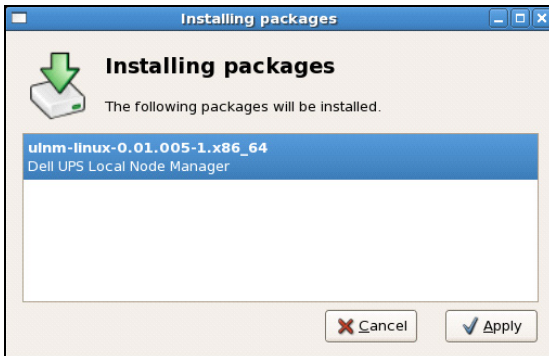 Installing packages
Installing packages
The following packages will be installed.
ulnm-linux-0.01.005-1.x86_64
Dell UPS Local Node Manager
Cancel
Apply